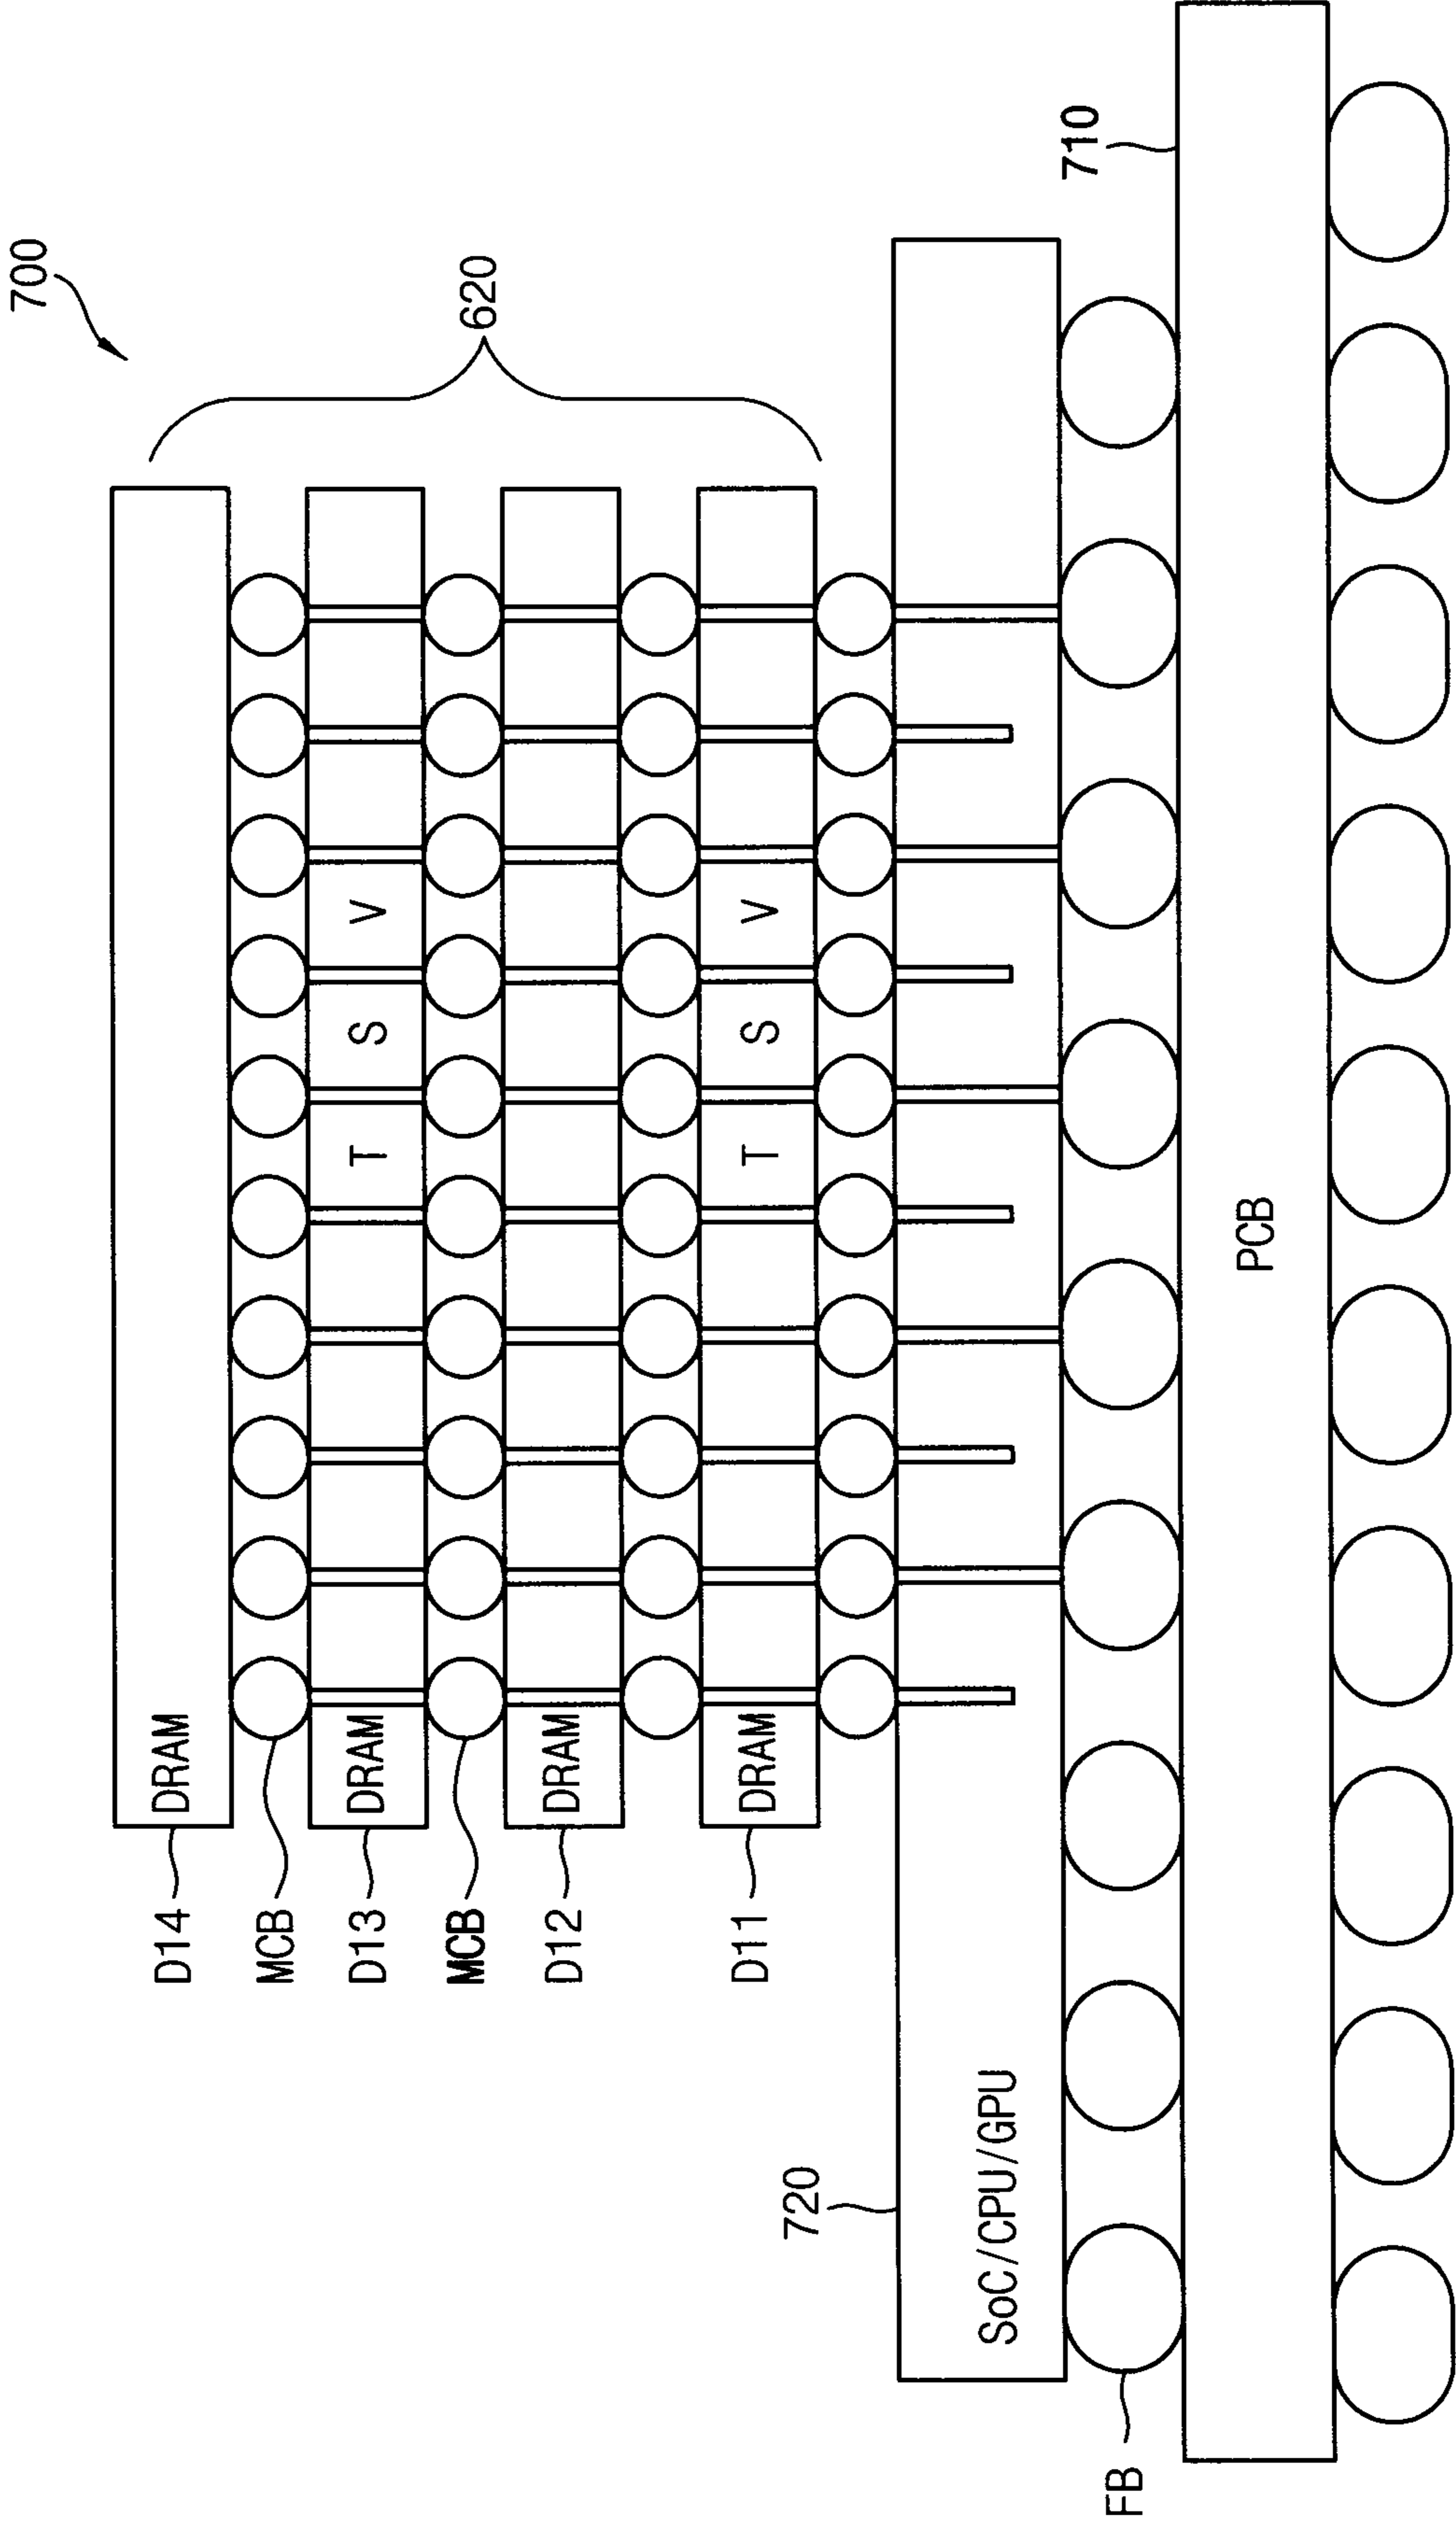 700
D14 DRAM
MCB
D13 DRAM T S V
MCB
620
D12 DRAM
D11 DRAM T S V
720
SoC/CPU/GPU
710
FB
PCB